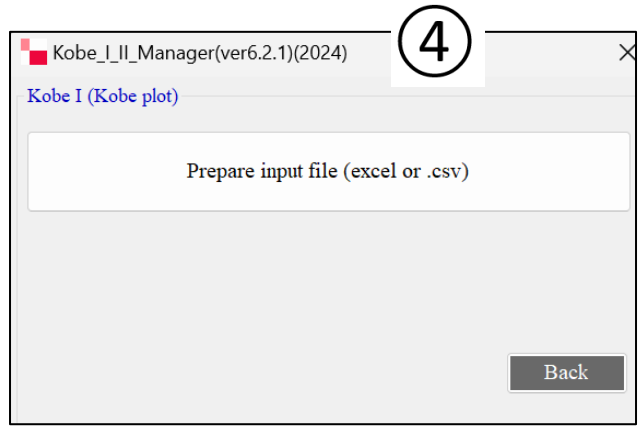 ④
Kobe_I_II_Manager(ver6.2.1)(2024)
Kobe I (Kobe plot)
Prepare input file (excel or .csv)
Back